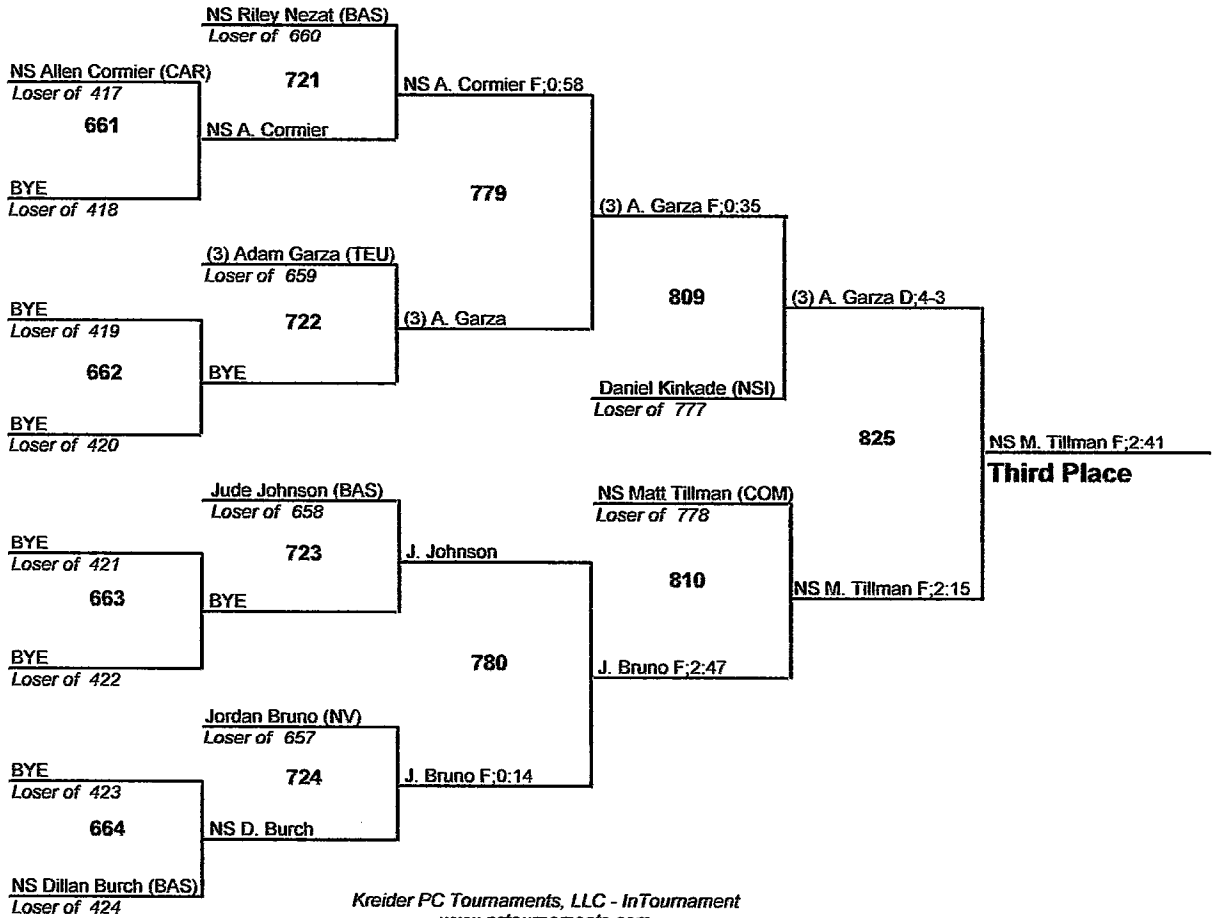 NS Riley Nezat (BAS)
Loser of 660
NS Allen Cormier (CAR)
Loser of 417
721
NS A. Cormier F;0:58
661
NS A. Cormier
BYE
Loser of 418
779
(3) A. Garza F;0:35
(3) Adam Garza (TEU)
Loser of 659
BYE
Loser of 419
722
(3) A. Garza
809
(3) A. Garza D;4-3
662
BYE
Daniel Kinkade (NSI)
Loser of 777
BYE
Loser of 420
825
NS M. Tillman F;2:41
Third Place
Jude Johnson (BAS)
Loser of 658
NS Matt Tillman (COM)
Loser of 778
BYE
Loser of 421
723
J. Johnson
810
NS M. Tillman F;2:15
663
BYE
BYE
Loser of 422
780
J. Bruno F;2:47
Jordan Bruno (NV)
Loser of 657
BYE
Loser of 423
724
J. Bruno F;0:14
664
NS D. Burch
NS Dillan Burch (BAS)
Loser of 424
Kreider PC Tournaments, LLC - InTournament